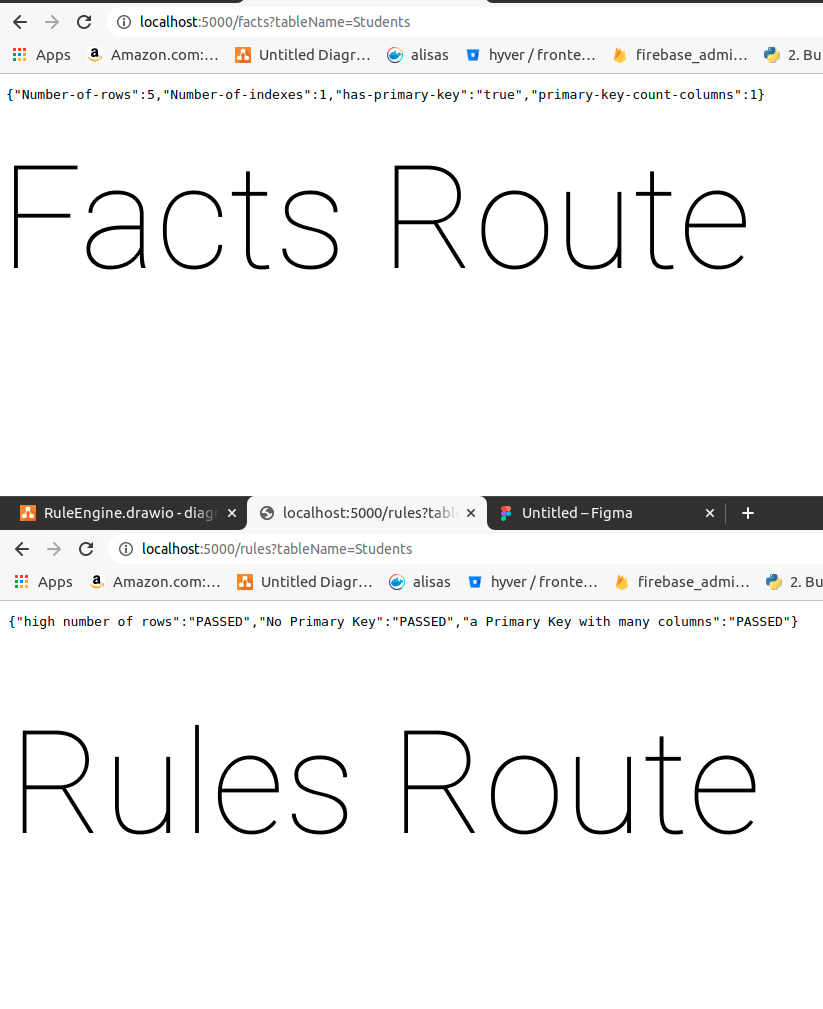 localhost:5000/facts?tableName=Students
Apps Amazon.com:... Untitled Diagr... alisas hyver / fronte... firebase_admi... 2. Bu
{"Number-of-rows":5,"Number-of-indexes":1,"has-primary-key":"true","primary-key-count-columns":1}
Facts Route
RuleEngine.drawio - diagr localhost:5000/rules?table Untitled – Figma
localhost:5000/rules?tableName=Students
Apps Amazon.com:... Untitled Diagr... alisas hyver / fronte... firebase_admi... 2. Bu
{"high number of rows":"PASSED","No Primary Key":"PASSED","a Primary Key with many columns":"PASSED"}
Rules Route